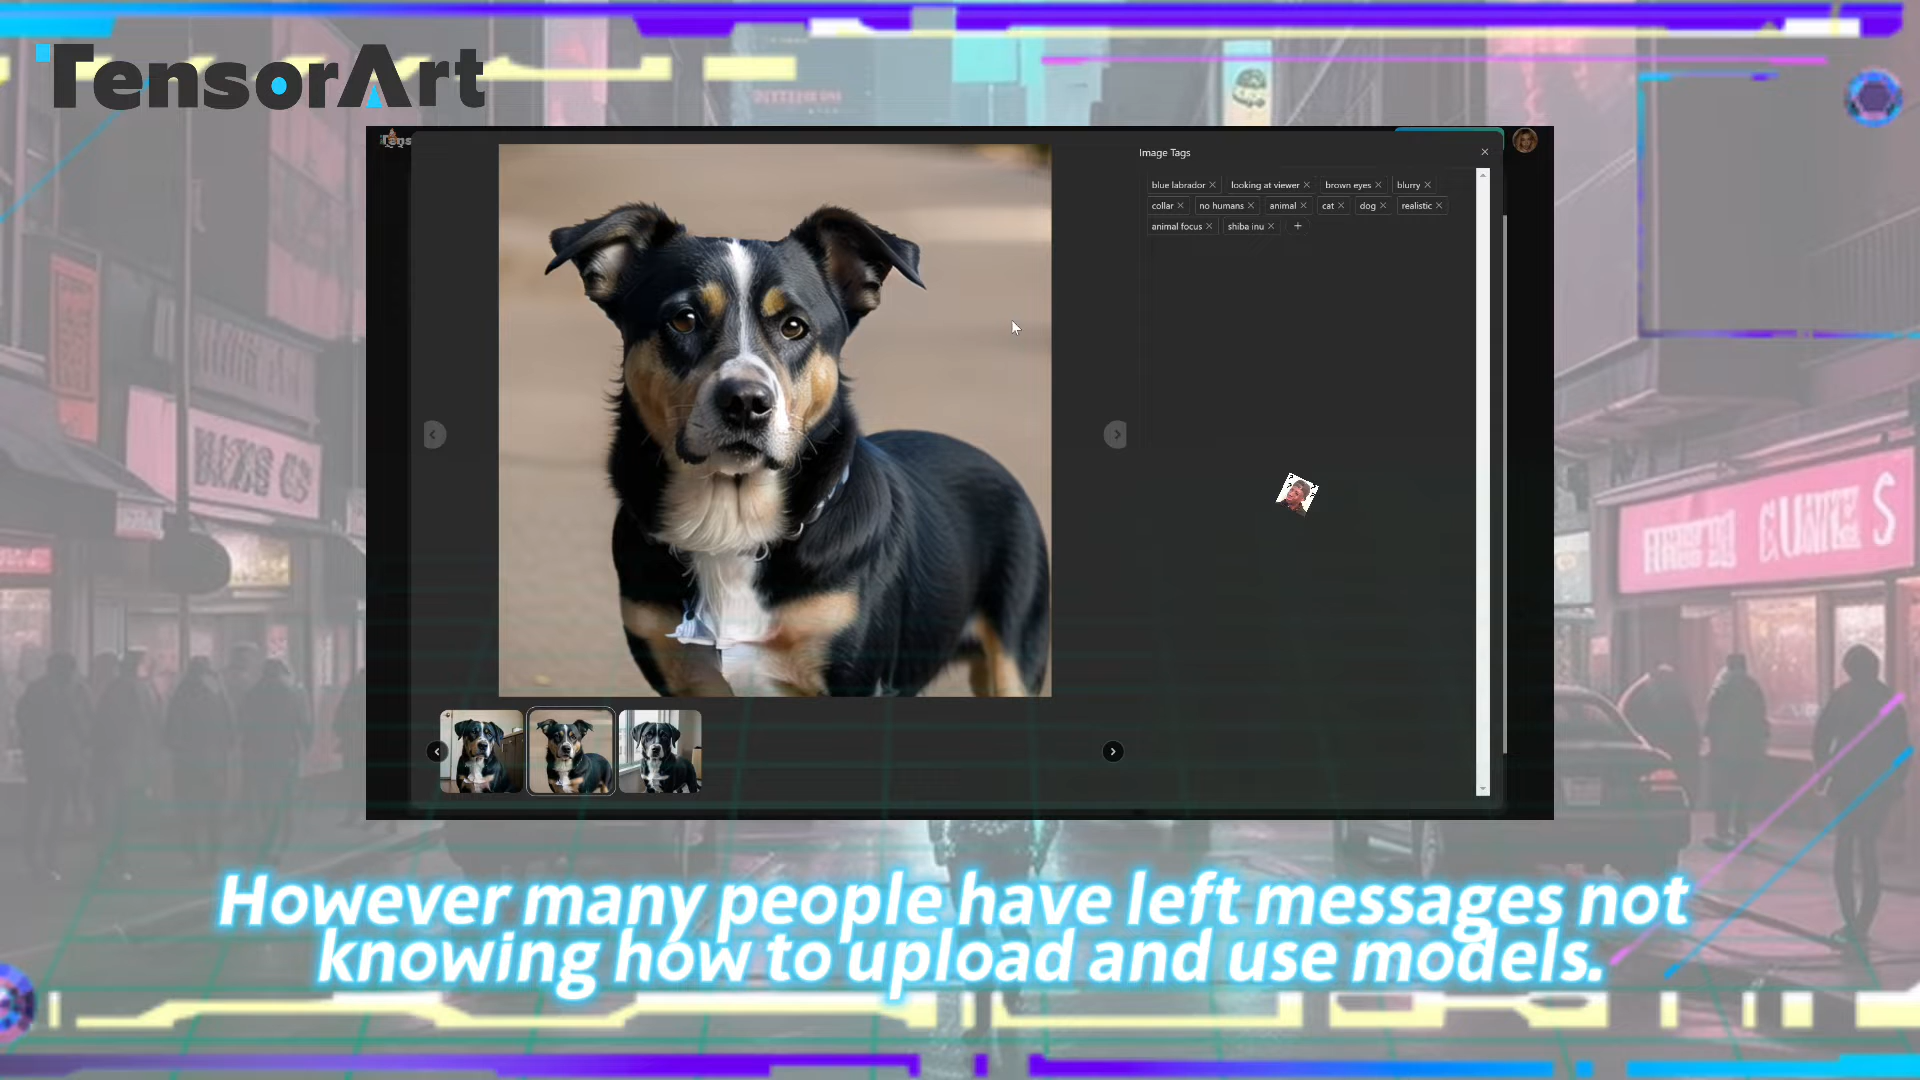 TensorArt
Image Tags
blue labrador looking at viewer brown eyes blurry
collar no humans animal cat dog realistic
animal focus shiba inu +
However many people have left messages not
knowing how to upload and use models.